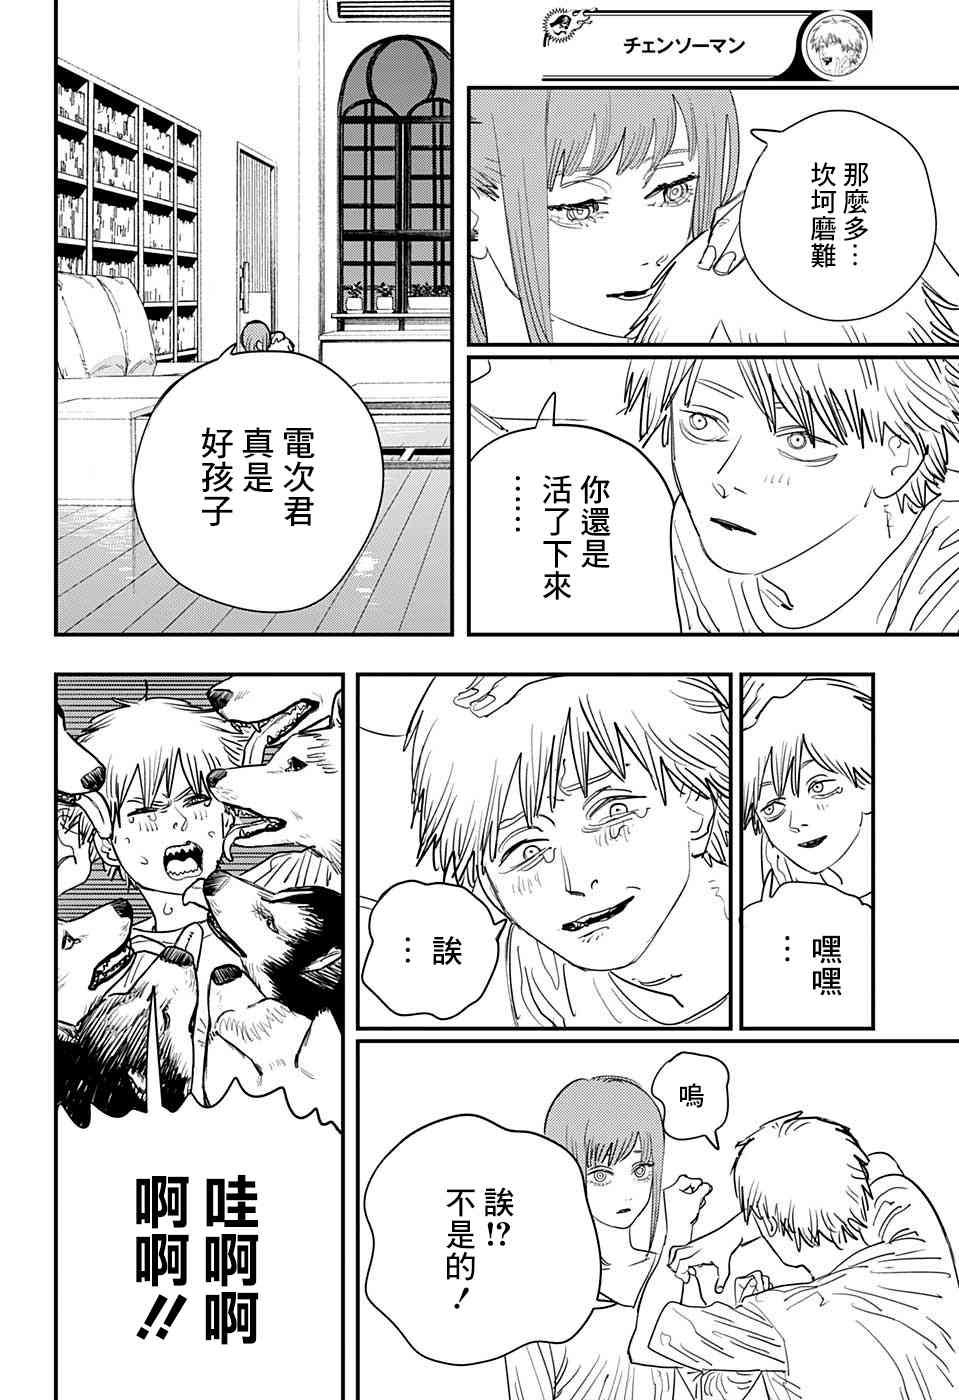 チェンソーマン
那麼多…
坎坷磨難
你還是
活了下來
……
電次君
真是
好孩子
嘿嘿
…
誒
…
嗚
誒!?
不是的！
哇啊啊
啊啊!!